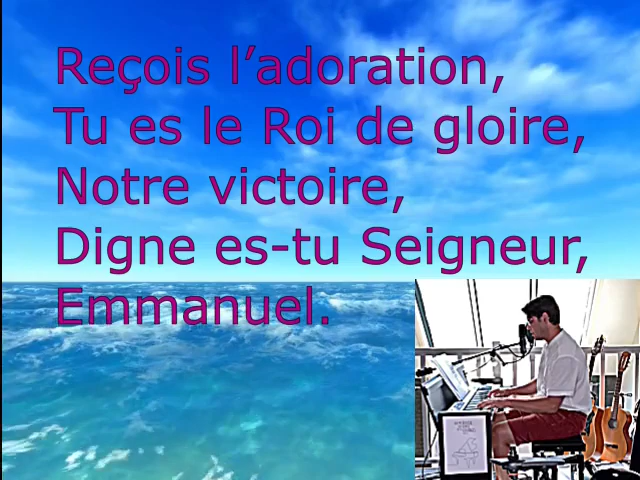 Reçois l’adoration,
Tu es le Roi de gloire,
Notre victoire,
Digne es-tu Seigneur,
Emmanuel.